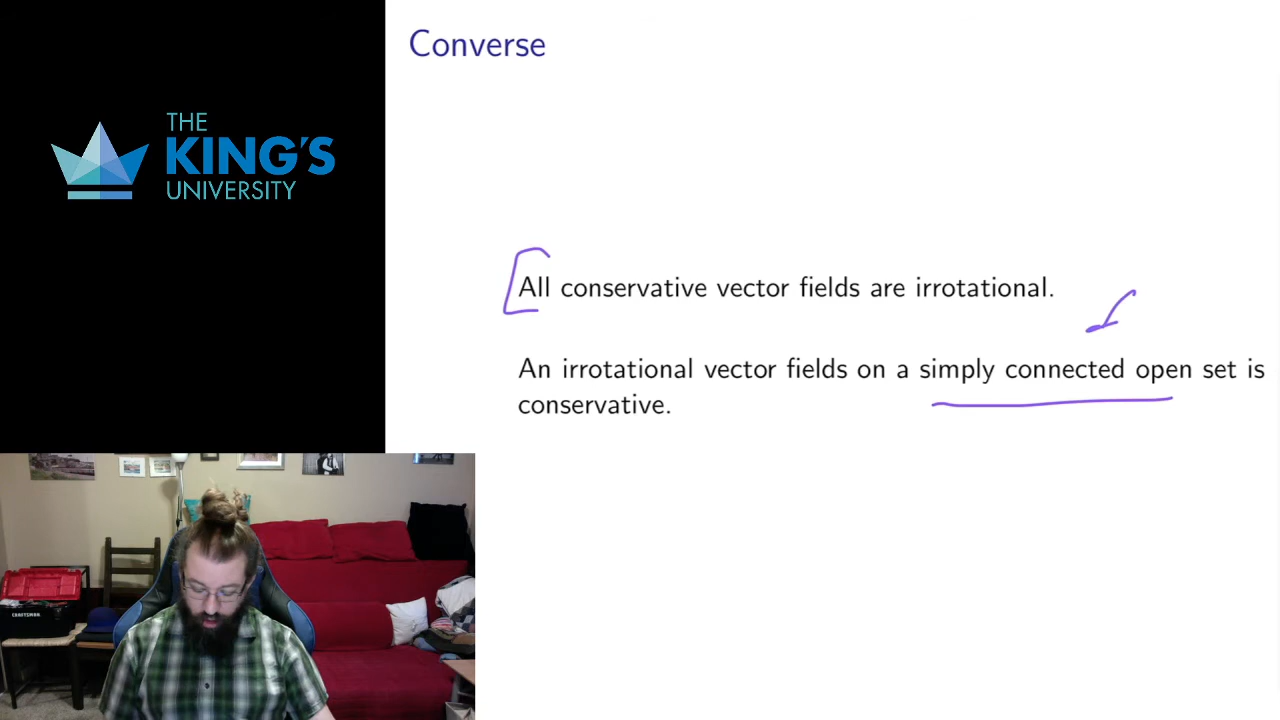 Converse
THE
KING'S
UNIVERSITY
All conservative vector fields are irrotational.
An irrotational vector fields on a simply connected open set is
conservative.
CRAFTSMAN